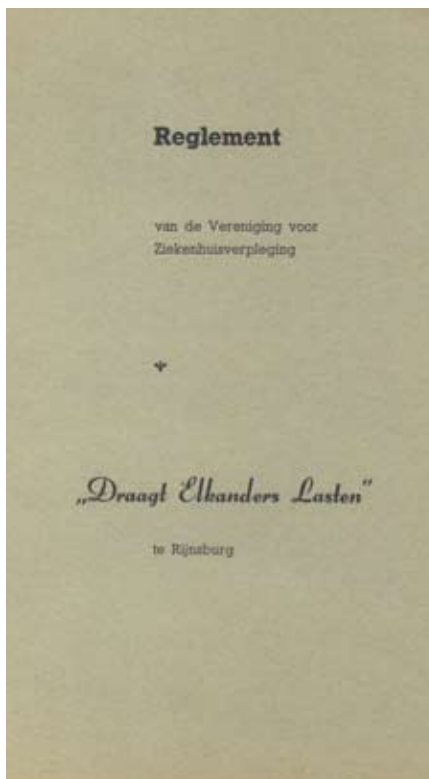 Reglement
van de Vereniging voor
Ziekenhuisverpleging
„Draagt Elkanders Lasten”
te Rijnsburg